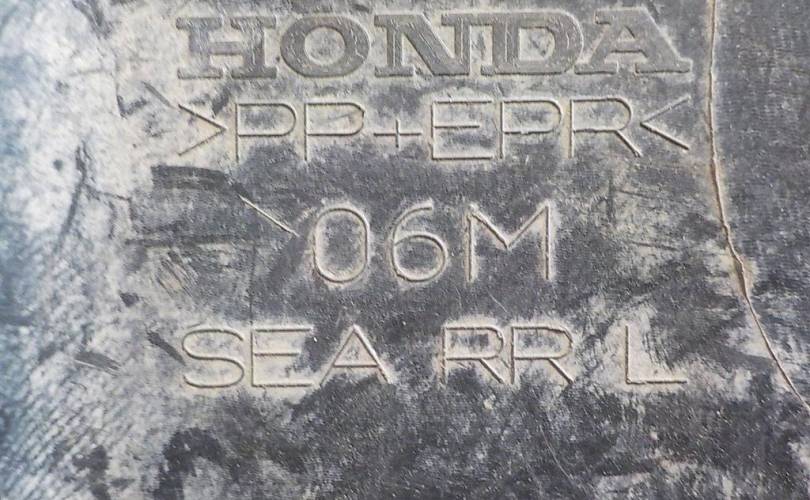 HONDA
>PP+EPR<
06M
SEA RR L